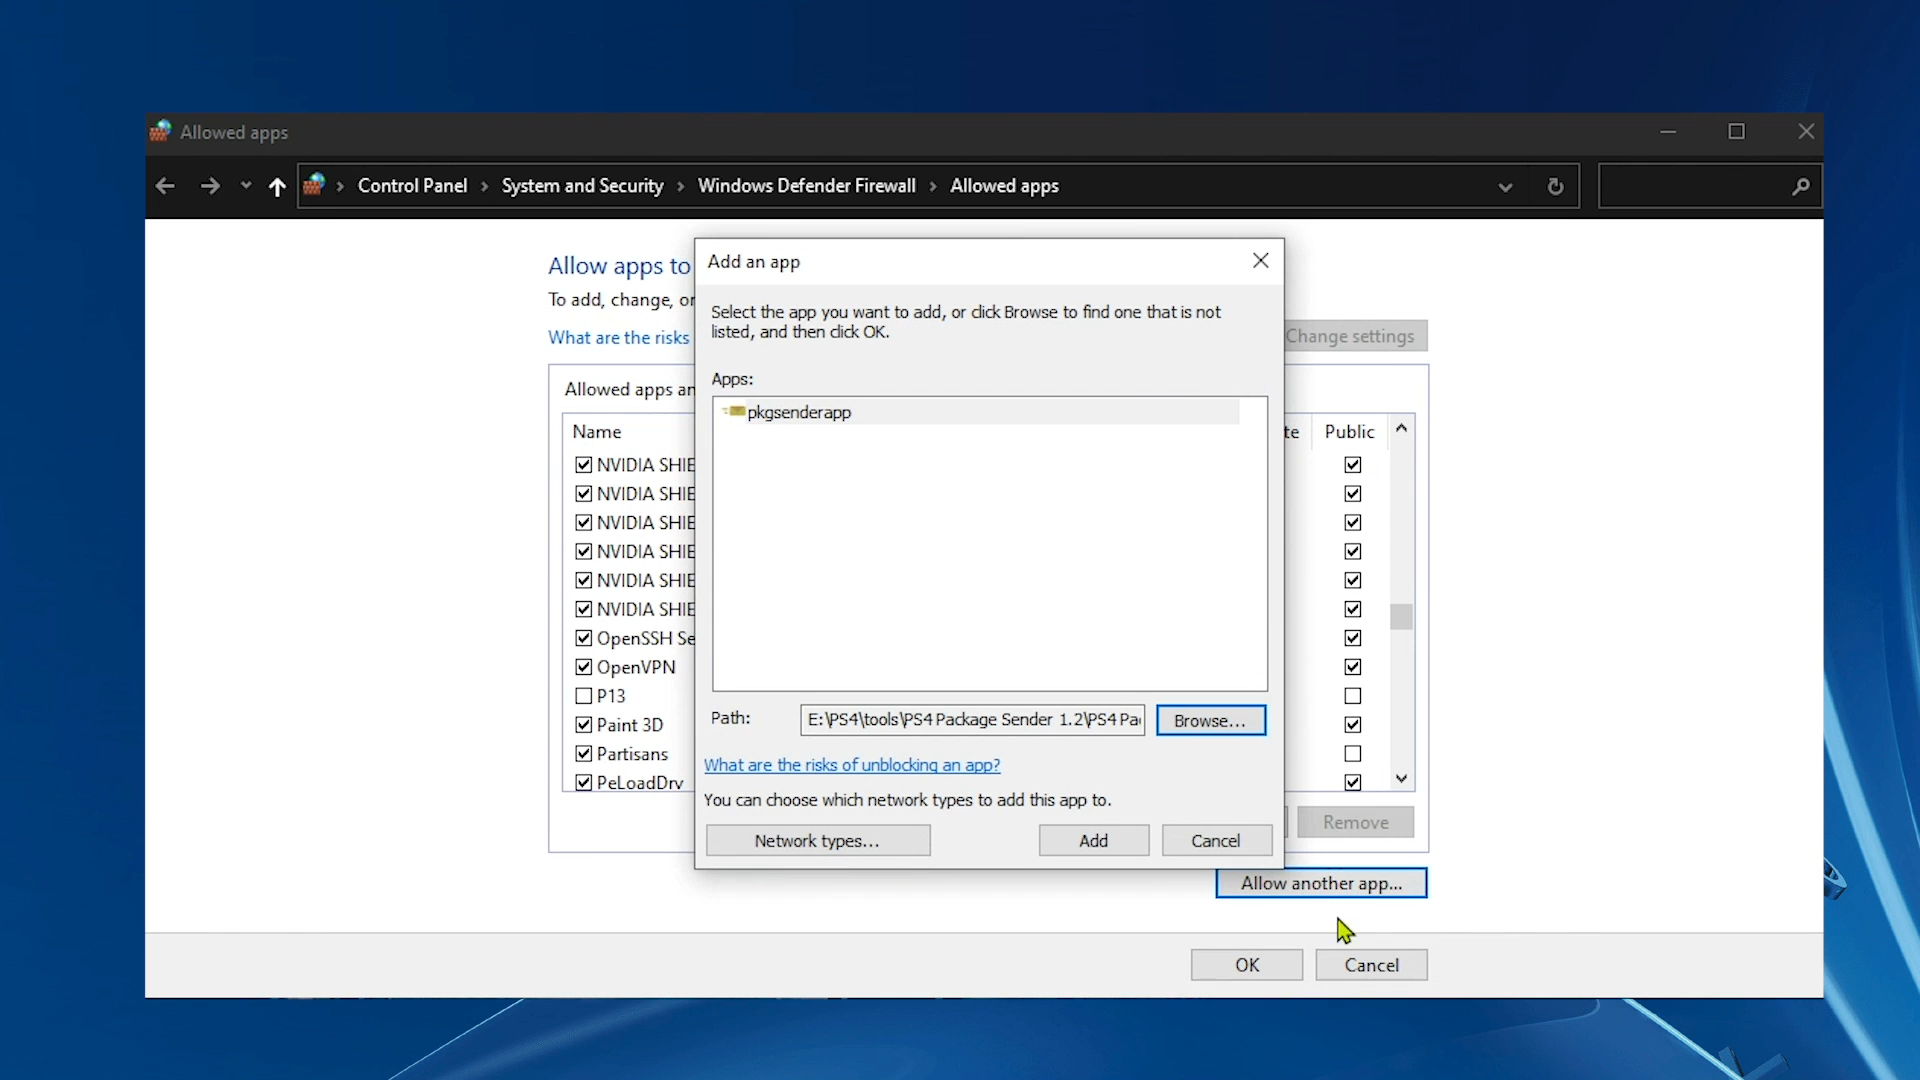 Allowed apps
Control Panel > System and Security > Windows Defender Firewall > Allowed apps
Allow apps to
To add, change, or
What are the risks
Change settings
Add an app
Select the app you want to add, or click Browse to find one that is not
listed, and then click OK.
Apps:
pkgsenderapp
Allowed apps an
Name
te Public
NVIDIA SHIE
NVIDIA SHIE
NVIDIA SHIE
NVIDIA SHIE
NVIDIA SHIE
NVIDIA SHIE
OpenSSH Se
OpenVPN
P13
Paint 3D
Partisans
PeLoadDrv
Path: E:\PS4\tools\PS4 Package Sender 1.2\PS4 Pa Browse...
What are the risks of unblocking an app?
You can choose which network types to add this app to.
Network types... Add Cancel
Remove
Allow another app...
OK Cancel